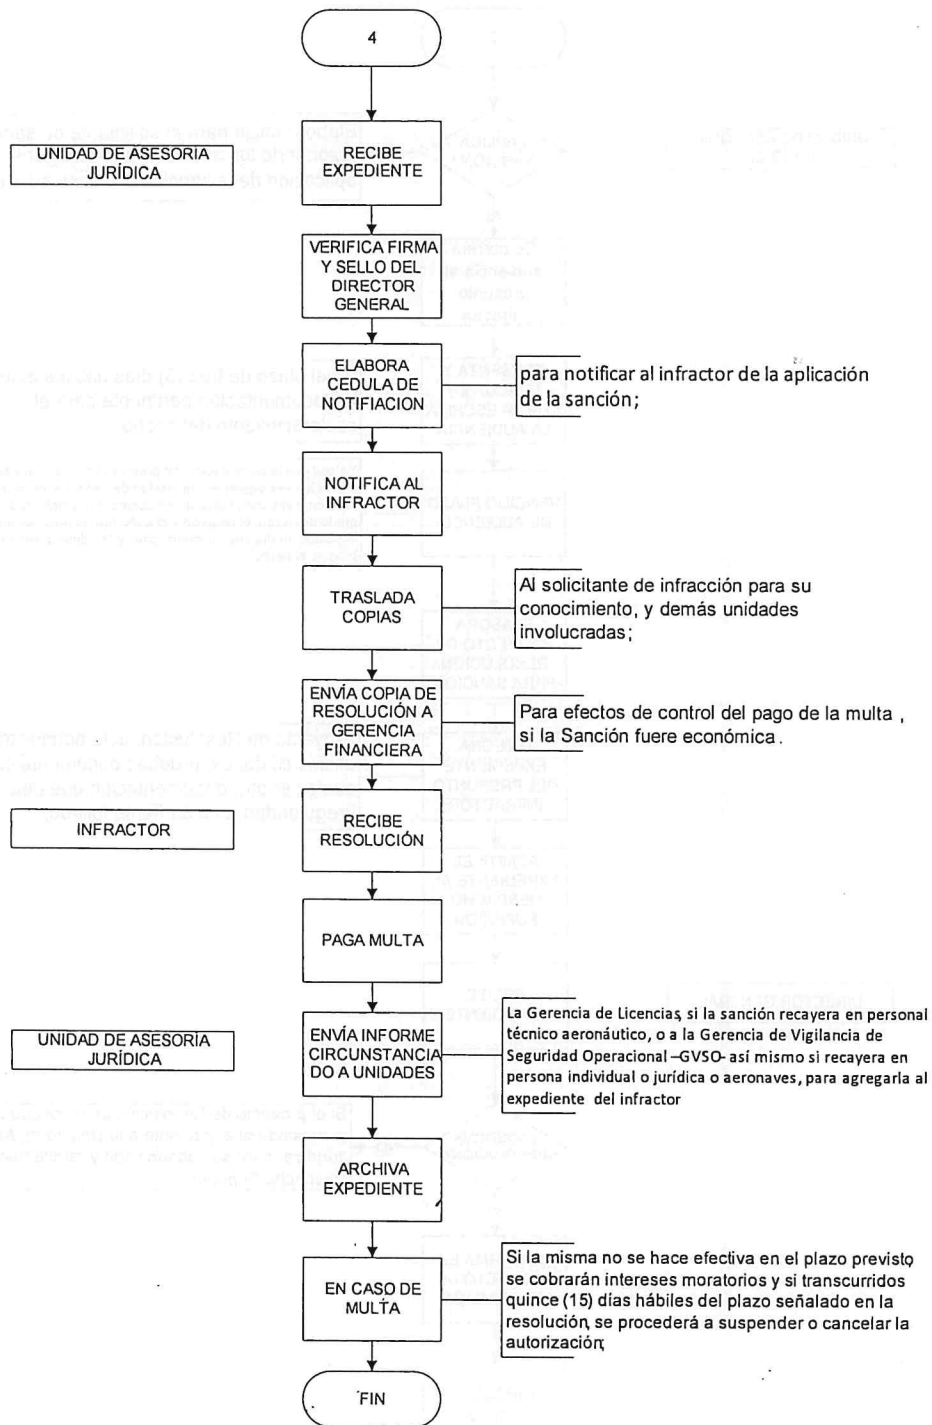 4
UNIDAD DE ASESORÍA
JURÍDICA
RECIBE
EXPEDIENTE
VERIFICA FIRMA
Y SELLO DEL
DIRECTOR
GENERAL
ELABORA
CEDULA DE
NOTIFIACION
para notificar al infractor de la aplicación
de la sanción;
NOTIFICA AL
INFRACTOR
TRASLADA
COPIAS
Al solicitante de infracción para su
conocimiento, y demás unidades
involucradas;
ENVÍA COPIA DE
RESOLUCIÓN A
GERENCIA
FINANCIERA
Para efectos de control del pago de la multa ,
si la Sanción fuere económica.
INFRACTOR
RECIBE
RESOLUCIÓN
PAGA MULTA
UNIDAD DE ASESORÍA
JURÍDICA
ENVÍA INFORME
CIRCUNSTANCIA
DO A UNIDADES
La Gerencia de Licencias, si la sanción recayera en personal
técnico aeronáutico, o a la Gerencia de Vigilancia de
Seguridad Operacional –GVSO- así mismo si recayera en
persona individual o jurídica o aeronaves, para agregarla al
expediente del infractor
ARCHIVA
EXPEDIENTE
EN CASO DE
MULTA
Si la misma no se hace efectiva en el plazo previsto,
se cobrarán intereses moratorios y si transcurridos
quince (15) días hábiles del plazo señalado en la
resolución, se procederá a suspender o cancelar la
autorización;
FIN